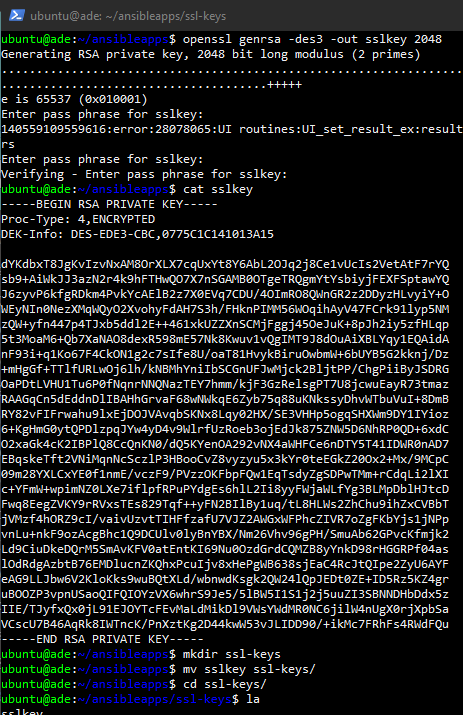 ubuntu@ade: ~/ansibleapps/ssl-keys
ubuntu@ade:~/ansibleapps$ openssl genrsa -des3 -out sslkey 2048
Generating RSA private key, 2048 bit long modulus (2 primes)
..................................................................
......................................+++++
e is 65537 (0x010001)
Enter pass phrase for sslkey:
140559109559616:error:28078065:UI routines:UI_set_result_ex:result
rs
Enter pass phrase for sslkey:
Verifying - Enter pass phrase for sslkey:
ubuntu@ade:~/ansibleapps$ cat sslkey
-----BEGIN RSA PRIVATE KEY-----
Proc-Type: 4,ENCRYPTED
DEK-Info: DES-EDE3-CBC,0775C1C141013A15
dYKdbxT8JgKvIzvNxAM8OrXLX7cqUxYt8Y6AbL2OJq2j8Ce1vUcIs2VetAtF7rYQ
sb9+AiWkJJ3azN2r4k9hFTHwQO7X7nSGAMB0OTgeTRQgmYtYsbiyjFEXFSptawYQ
J6zyvP6kfgRDkm4PvkYcAElB2z7X0EVq7CDU/4OImRO8QWnGR2z2DDyzHLvyiY+O
WEyNIn0NezXMqWQyO2XvohyFdAH7S3h/FHknPIMM56WOqihAyV47FCrk91lyp5NM
zQW+yfn447p4TJxb5ddl2E++461xkUZZXnSCMjFggj45OeJuK+8pJh2iy5zfHLqp
5t3MoaM6+Qb7XaNAO8dexR598mE57Nk8Kwuv1vQgIMT9J8dOuAiXBLYqy1EQAidA
nF93i+q1Ko67F4CkON1g2c7sIfe8U/oaT81HvykBiruOwbmW+6bUYB5G2kknj/Dz
+mHgGf+TTlfURLwOj6lh/kNBMhYniIbSCGnUFJwMjck2BljtPP/ChgPiiByJSDRG
OaPDtLVHU1Tu6P0fNqnrNNQNazTEY7hmm/kjF3GzRelsgPT7U8jcwuEayR73tmaz
RAAGqCn5dEddnDlIBAHhGrvaF68wNWkqE6Zyb75q88uKNkssyDhvWTbuVuI+8DmB
RY82vFIFrwahu9lxEjDOJVAvqbSKNx8Lqy02HX/SE3VHHp5ogqSHXWm9DY1IYioz
6+KgHmG0ytQPDlzpqJYw4yD4v9WlrfUzRoeb3ojEdJk875ZNW5D6NhRP0QD+6xdC
O2xaGk4cK2IBPlQ8CcQnKN0/dQ5KYenOA292vNX4aWHFCe6nDTY5T41IDWR0nAD7
EBqskeTft2VNiMqnNcSczlP3HBooCvZ8vyzyu5x3kYr0teEGkZ20Ox2+Mx/9MCpC
09m28YXLCxYE0f1nmE/vczF9/PVzzOKFbpFQw1EqTsdyZgSDPwTMm+rCdqLi2lXI
c+YFmW+wpimNZ0LXe7iflpfRPuPYdgEs6hlL2Ii8yyFWjaWLfYg3BLMpDblHJtcD
Fwq8EegZVKY9rRVxsTEs829Tqf++yFN2BIlBy1uq/tL8HLWs2ZhChu9ihZxCVBbT
jVMzf4hORZ9cI/vaivUzvtTIHFfzafU7VJZ2AWGxWFPhcZIVR7oZgFKbYjs1jNPp
vnLu+nkF9ozAcgBhc1Q9DCUlv0lyBnYBX/Nm26Vhv96gPH/SmuAb62GPvcKfmjk2
Ld9CiuDkeDQrM5SmAvKFV0atEntKI69Nu0OzdGrdCQMZB8yYnkD98rHGGRPf04as
lOdRdgAzbtB76EMDlucnZKQhxPcuIjv8xHePgWB638sjEaC4RcJtQIpe2ZyU6AYF
eAG9LLJbw6V2KloKks9wuBQtXLd/wbnwdKsgk2QW24lQpJEDt0ZE+ID5Rz5KZ4gr
uBOOZP3vpnUSaoQIFQIOYzVX6whrS9Je5/5lBW5I1S1j2j5uuZI3SBNNDHbDdx5z
IIE/TJyfxQx0jL91EJOYTcFEvMaLdMikDl9VWsYWdMR0NC6jilW4nUgX0rjXpbSa
VCscU7B46AqRk8IWTncK/PnXztKg2D44kwW53vJLIDD90/+ikMc7FRhFs4RWdFQu
-----END RSA PRIVATE KEY-----
ubuntu@ade:~/ansibleapps$ mkdir ssl-keys
ubuntu@ade:~/ansibleapps$ mv sslkey ssl-keys/
ubuntu@ade:~/ansibleapps$ cd ssl-keys/
ubuntu@ade:~/ansibleapps/ssl-keys$ la
sslkey